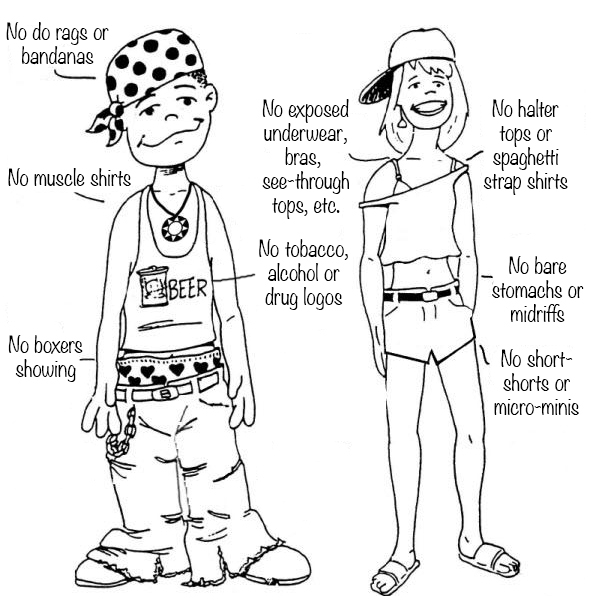 No do rags or
bandanas
No muscle shirts
No boxers
showing
No exposed
underwear,
bras,
see-through
tops, etc.
No tobacco,
alcohol or
drug logos
BEER
No halter
tops or
spaghetti
strap shirts
No bare
stomachs or
midriffs
No short-
shorts or
micro-minis